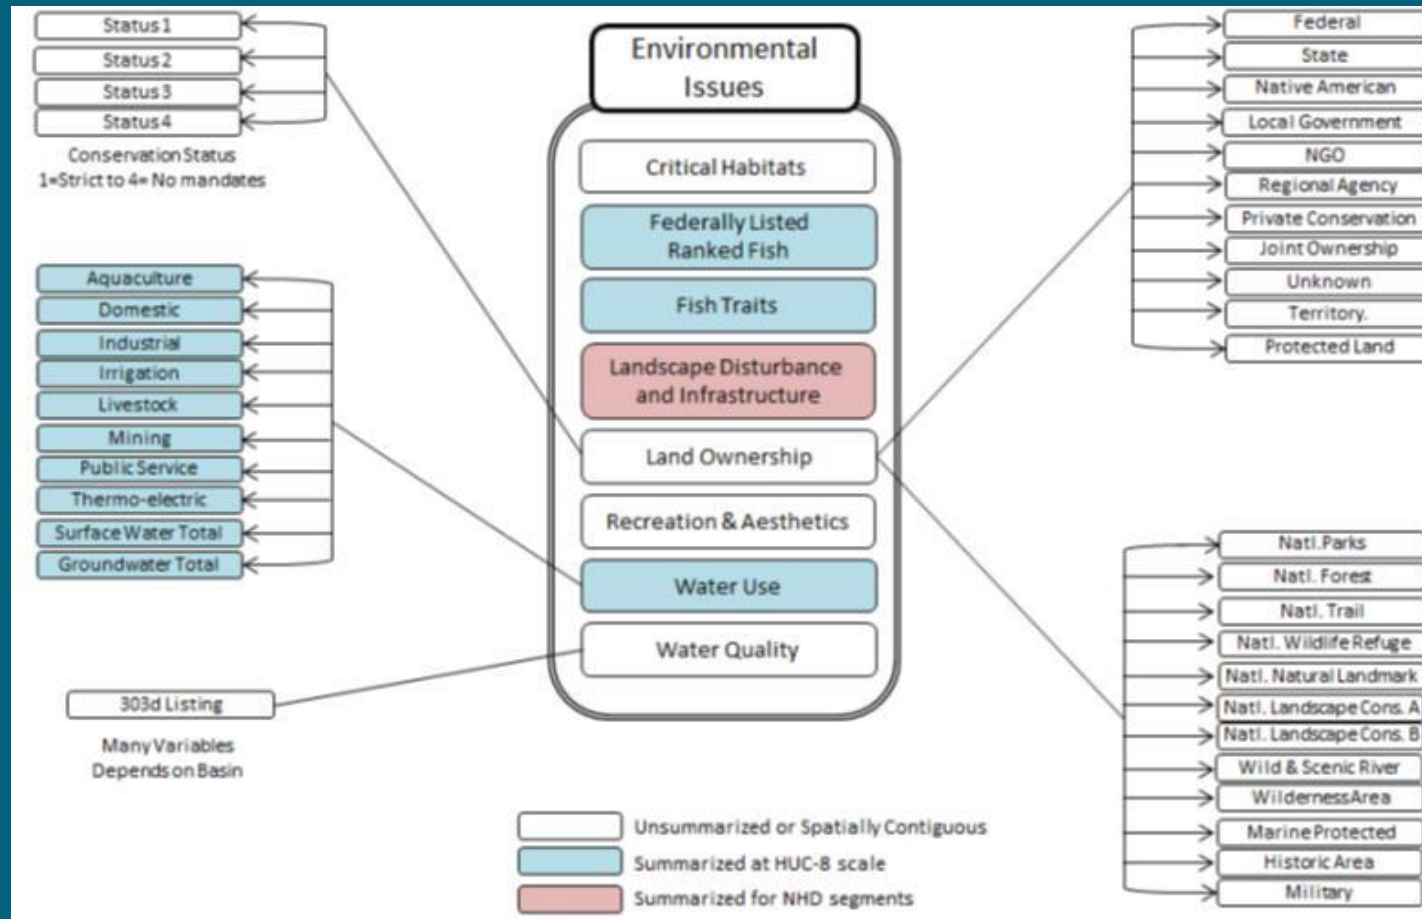 Status 1
Status 2
Status 3
Status 4
Conservation Status
1=Strict to 4= No mandates
Aquaculture
Domestic
Industrial
Irrigation
Livestock
Mining
Public Service
Thermo-electric
Surface Water Total
Groundwater Total
303d Listing
Many Variables
Depends on Basin
Environmental
Issues
Critical Habitats
Federally Listed
Ranked Fish
Fish Traits
Landscape Disturbance
and Infrastructure
Land Ownership
Recreation & Aesthetics
Water Use
Water Quality
Unsummarized or Spatially Contiguous
Summarized at HUC-8 scale
Summarized for NHD segments
Federal
State
Native American
Local Government
NGO
Regional Agency
Private Conservation
Joint Ownership
Unknown
Territory.
Protected Land
Natl.Parks
Natl. Forest
Natl. Trail
Natl. Wildlife Refuge
Natl. Natural Landmark
Natl. Landscape Cons. A
Natl. Landscape Cons. B
Wild & Scenic River
Wilderness Area
Marine Protected
Historic Area
Military